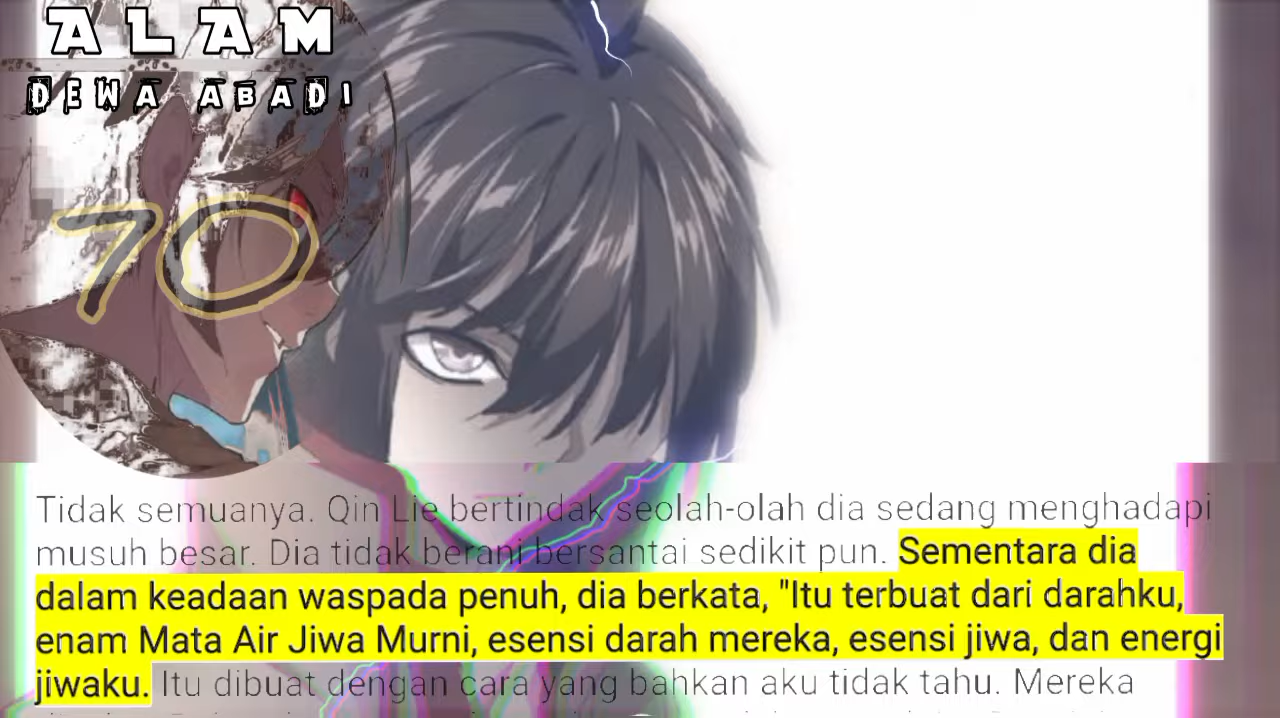 ALAM
DEWA ABADI
70
Tidak semuanya. Qin Lie bertindak seolah-olah dia sedang menghadapi
musuh besar. Dia tidak berani bersantai sedikit pun. Sementara dia
dalam keadaan waspada penuh, dia berkata, "Itu terbuat dari darahku,
enam Mata Air Jiwa Murni, esensi darah mereka, esensi jiwa, dan energi
jiwaku. Itu dibuat dengan cara yang bahkan aku tidak tahu. Mereka